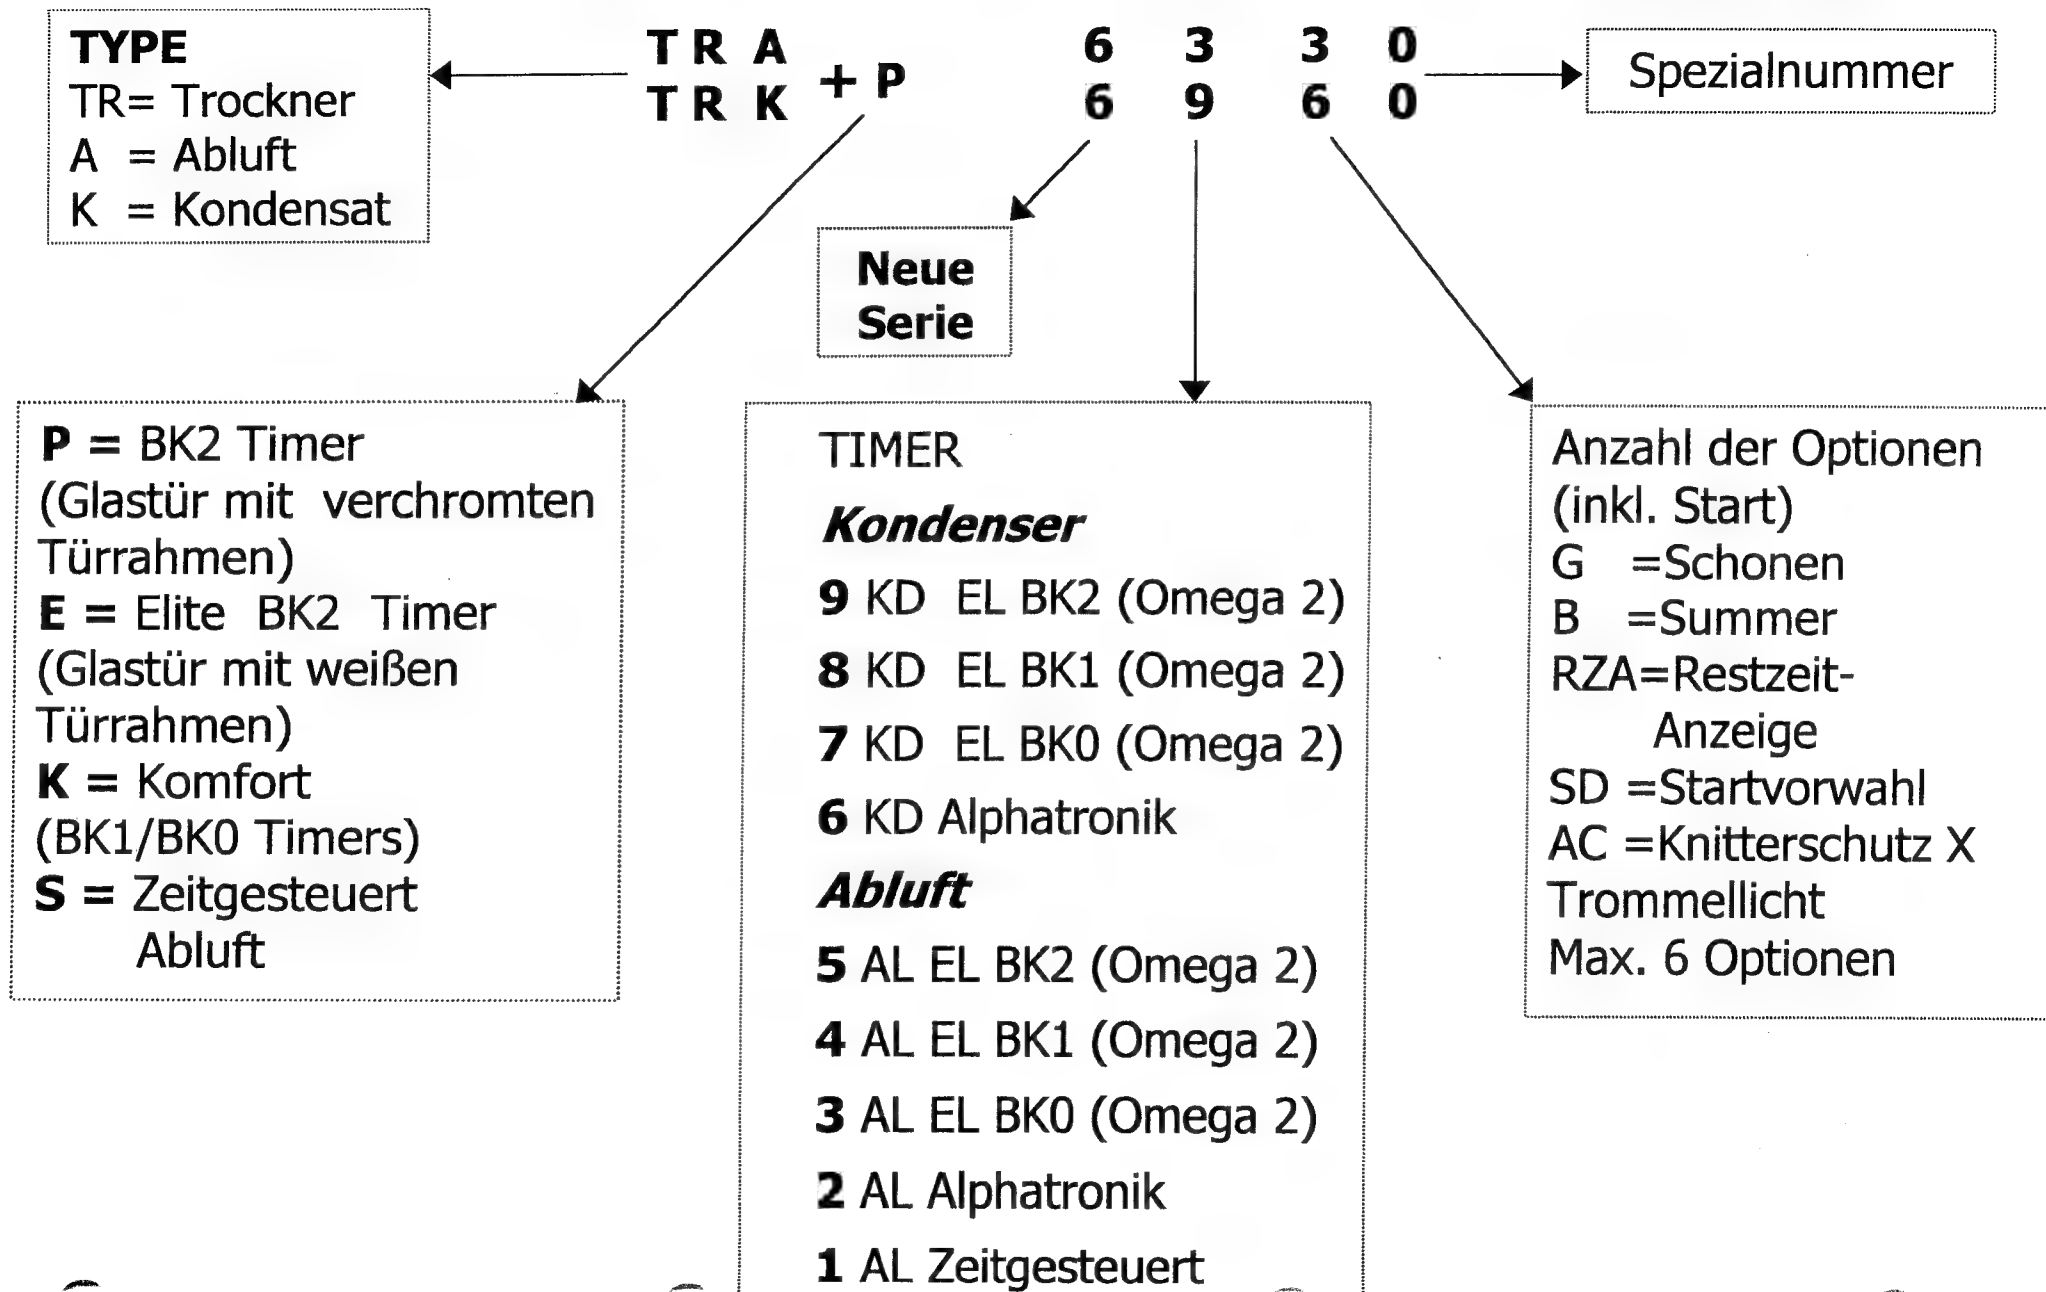 TYPE
TR= Trockner
A = Abluft
K = Kondensat
T R A
T R K
+ P
6 3 3 0
6 9 6 0
Spezialnummer
Neue
Serie
P = BK2 Timer
(Glastür mit verchromten
Türrahmen)
E = Elite BK2 Timer
(Glastür mit weißen
Türrahmen)
K = Komfort
(BK1/BK0 Timers)
S = Zeitgesteuert
Abluft
TIMER
Kondenser
9 KD EL BK2 (Omega 2)
8 KD EL BK1 (Omega 2)
7 KD EL BK0 (Omega 2)
6 KD Alphatronik
Abluft
5 AL EL BK2 (Omega 2)
4 AL EL BK1 (Omega 2)
3 AL EL BK0 (Omega 2)
2 AL Alphatronik
1 AL Zeitgesteuert
Anzahl der Optionen
(inkl. Start)
G =Schonen
B =Summer
RZA=Restzeit-
Anzeige
SD =Startvorwahl
AC =Knitterschutz X
Trommellicht
Max. 6 Optionen